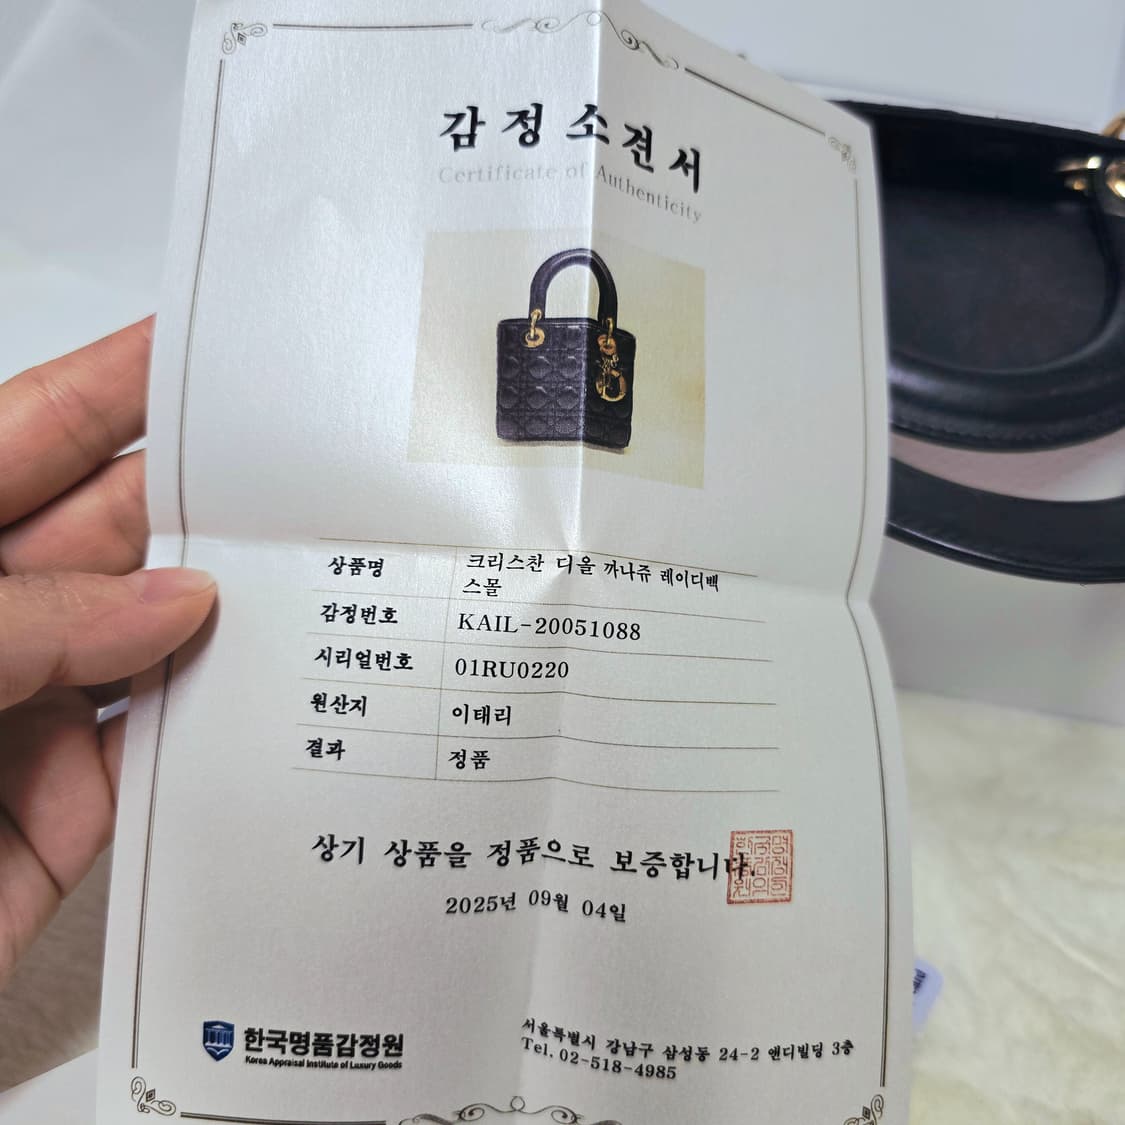 감정소견서
Certificate of Authenticity
상품명 크리스찬 디올 까나쥬 레이디백
스몰
감정번호 KAIL-20051088
시리얼번호 01RU0220
원산지 이태리
결과 정품
상기 상품을 정품으로 보증합니다.
2025년 09월 04일
한국명품감정원
Korea Appraisal Institute of Luxury Goods
서울특별시 강남구 삼성동 24-2 앤디빌딩 3층
Tel. 02-518-4985